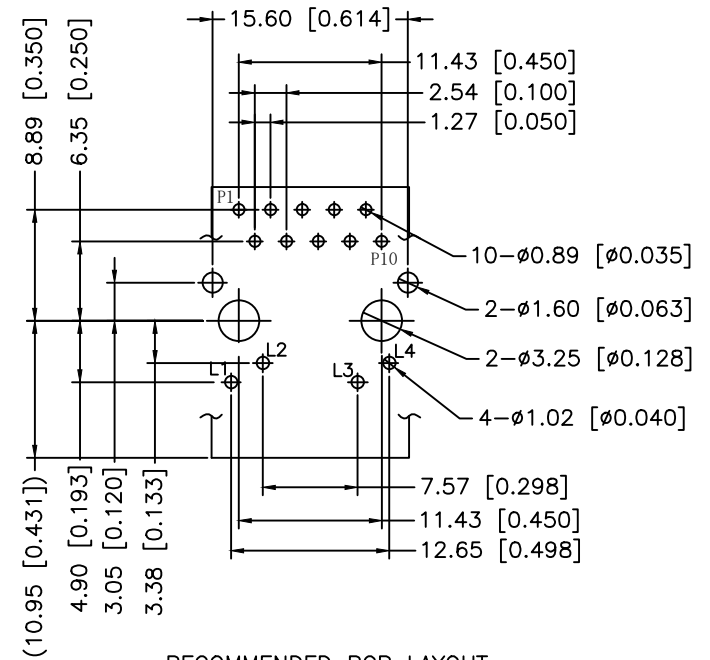 15.60 [0.614]
11.43 [0.450]
2.54 [0.100]
1.27 [0.050]
8.89 [0.350]
6.35 [0.250]
P1
P10
10-ø0.89 [ø0.035]
2-ø1.60 [ø0.063]
2-ø3.25 [ø0.128]
L2
L4
L1
L3
4-ø1.02 [ø0.040]
7.57 [0.298]
11.43 [0.450]
12.65 [0.498]
(10.95 [0.431])
4.90 [0.193]
3.05 [0.120]
3.38 [0.133]
RECOMMENDED PCB LAYOUT